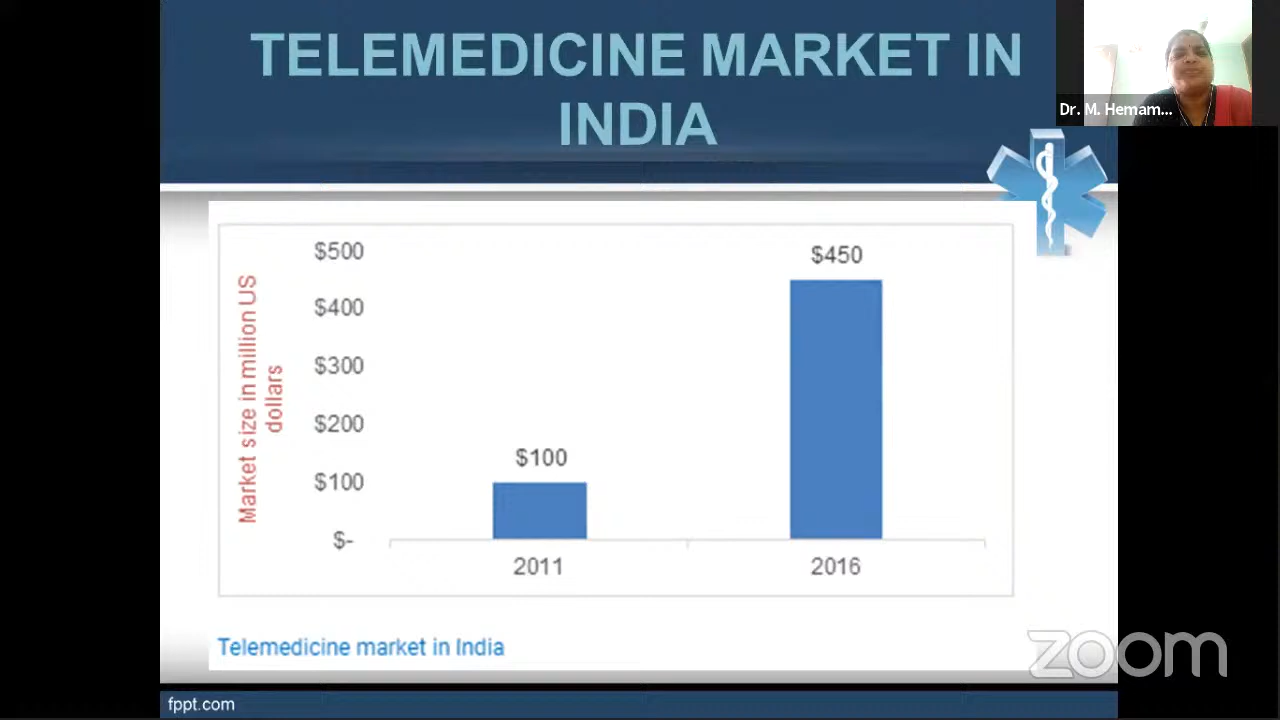 TELEMEDICINE MARKET IN
INDIA
Dr. M. Hemam...
$500
$400
$300
$200
$100
$-
Market size in million US
dollars
$100
$450
2011
2016
Telemedicine market in India
zoom
fppt.com